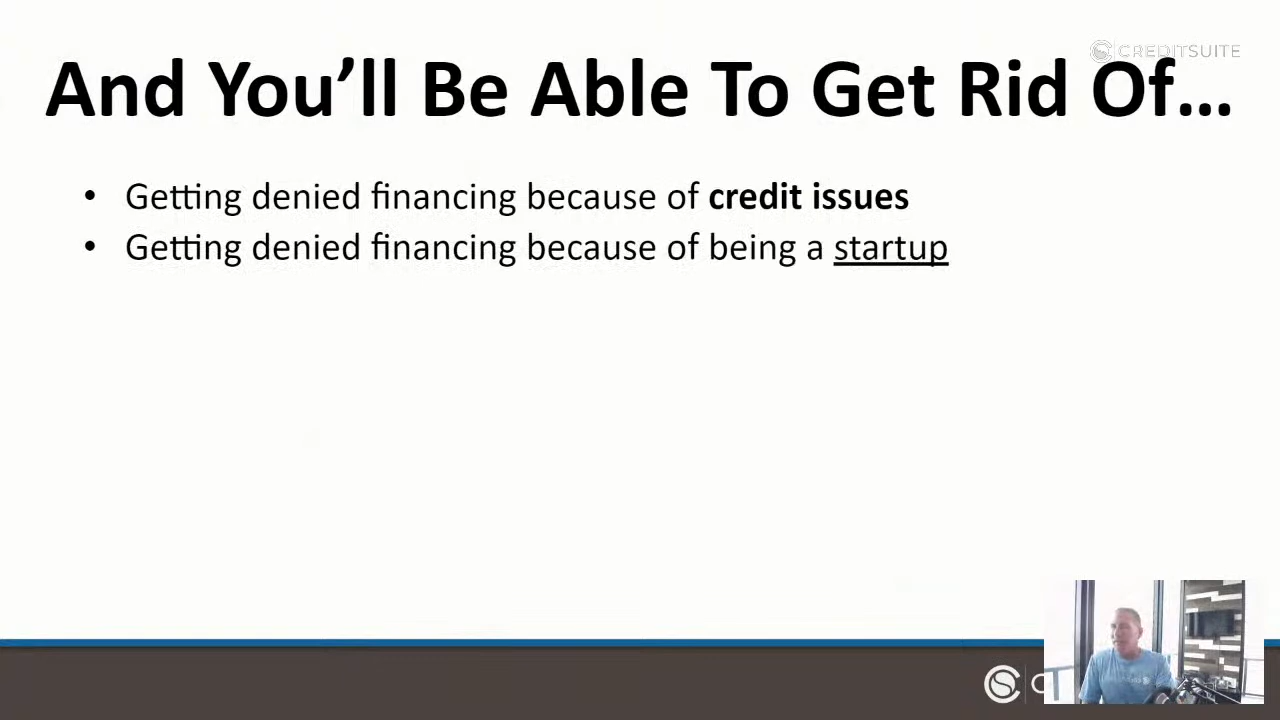 CREDITSUITE
And You’ll Be Able To Get Rid Of...
• Getting denied financing because of credit issues
• Getting denied financing because of being a startup